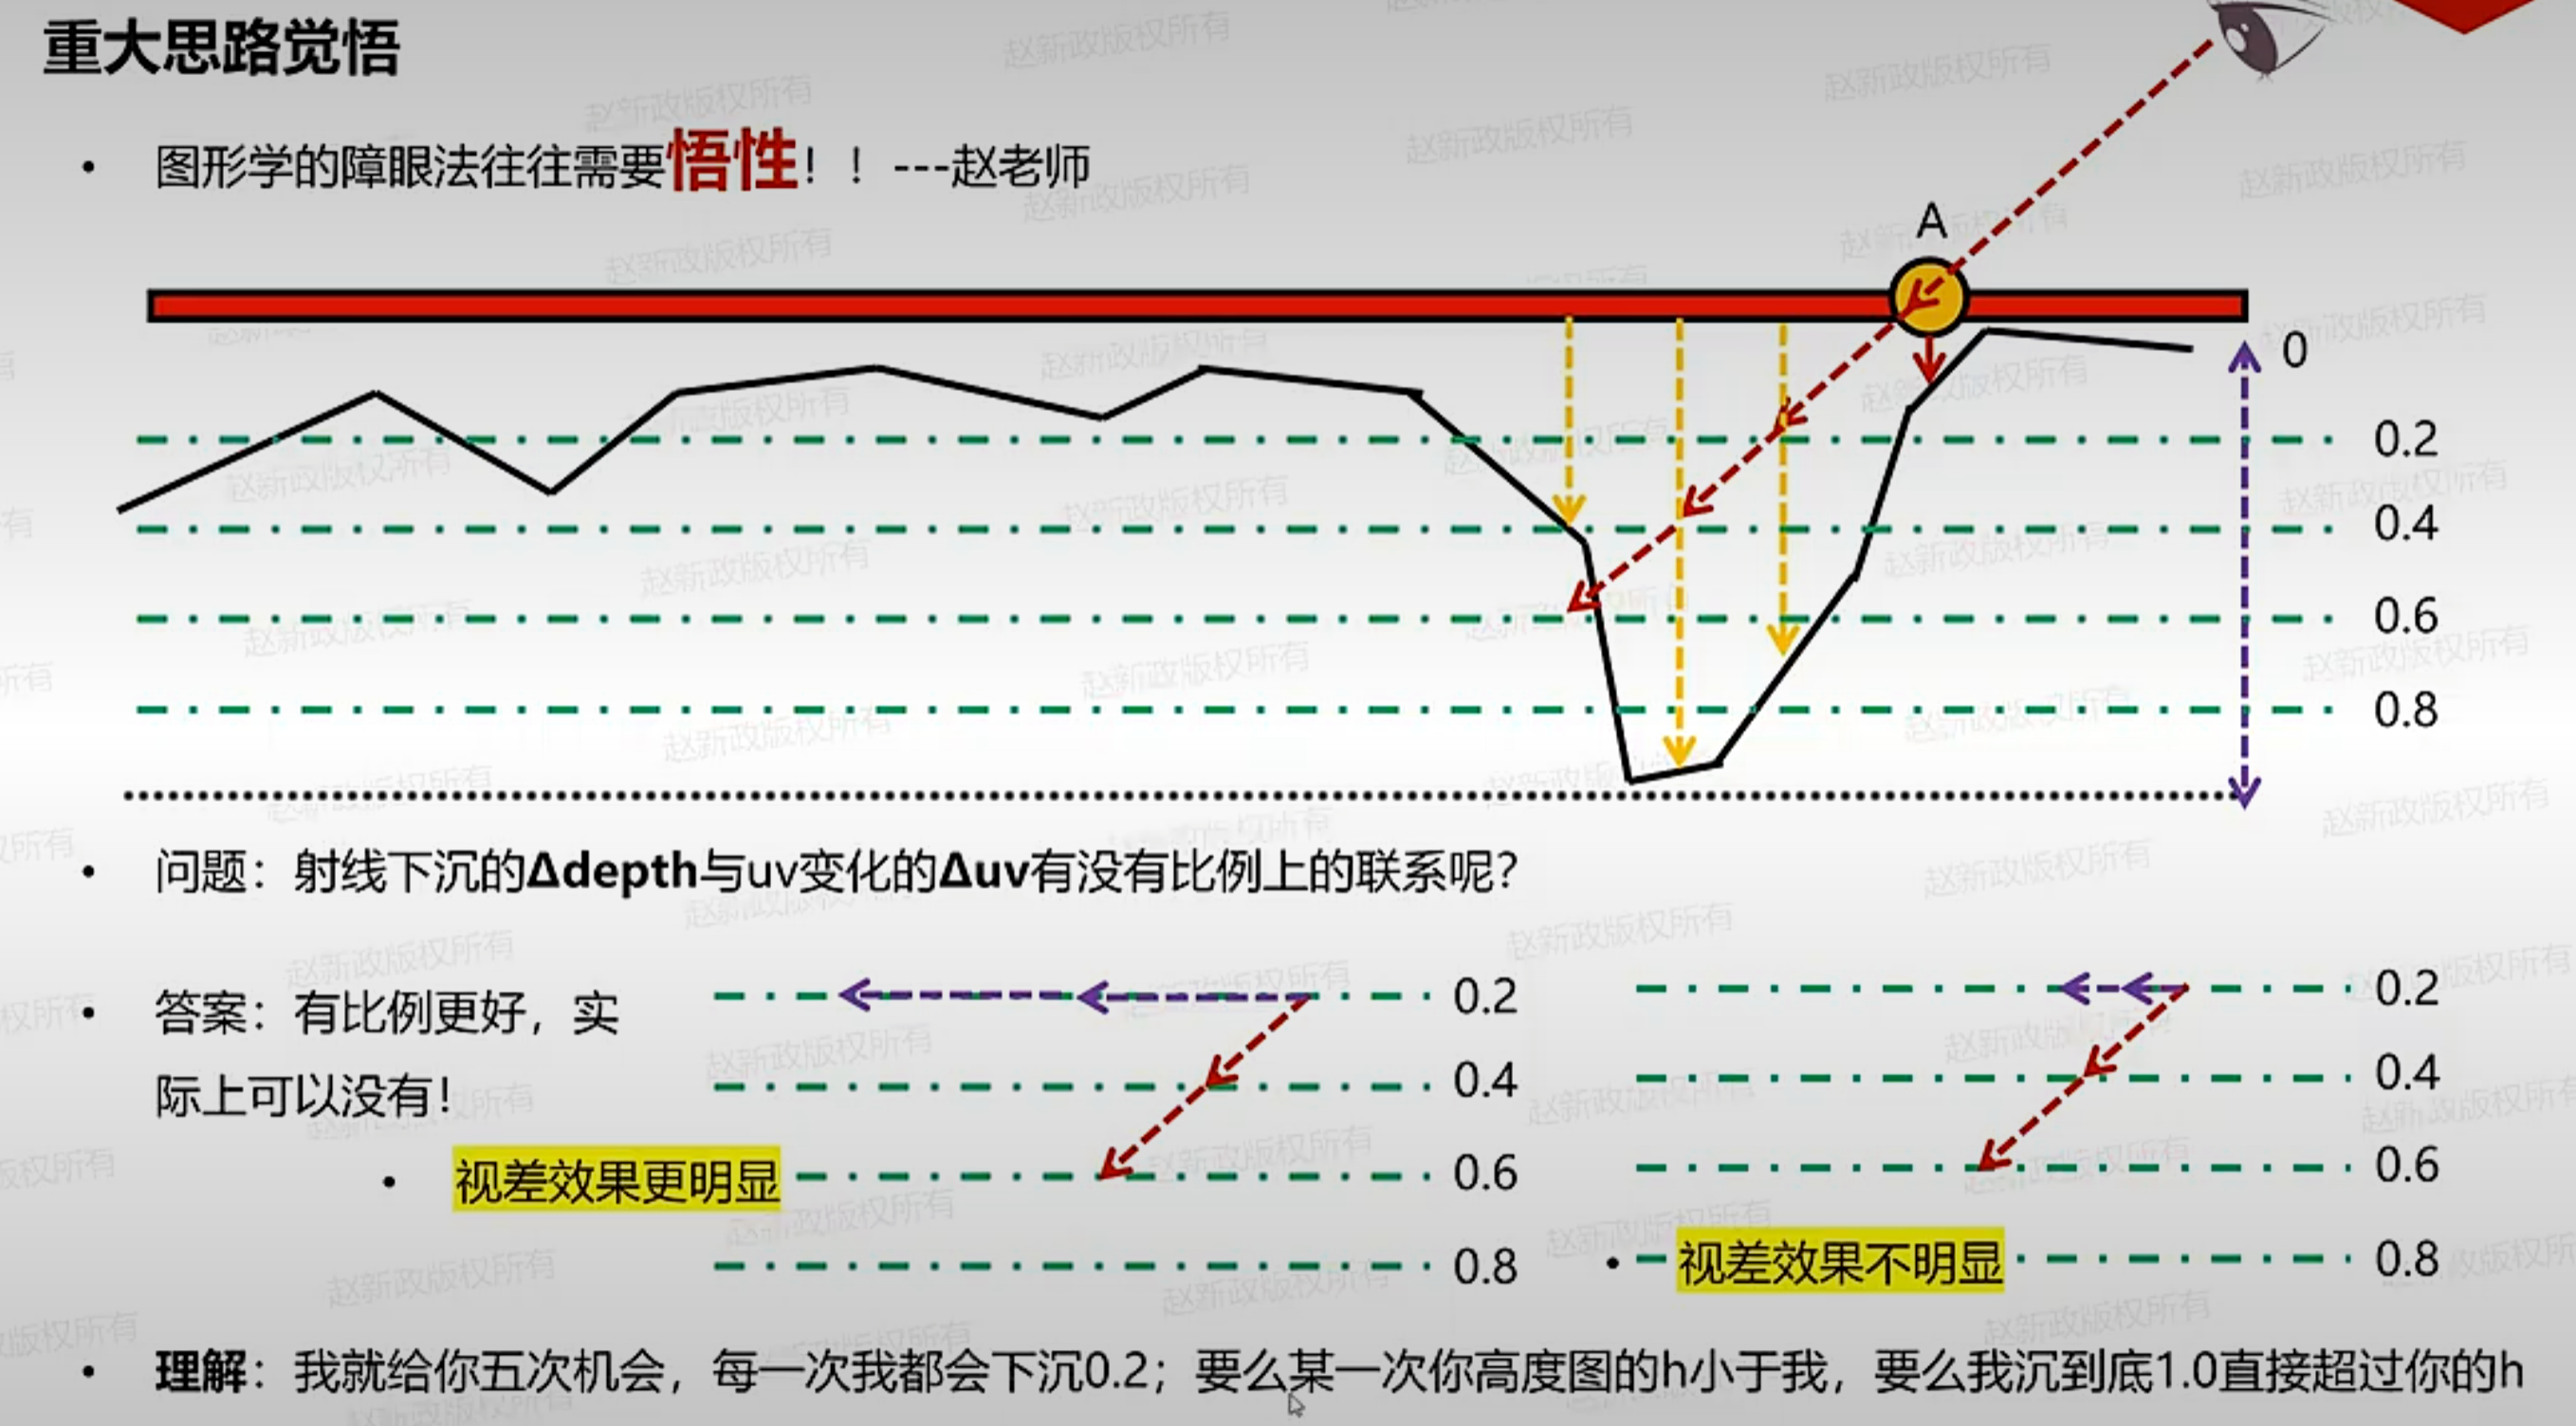 重大思路觉悟
• 图形学的障眼法往往需要悟性！！---赵老师
A
0
0.2
0.4
0.6
0.8
• 问题：射线下沉的Δdepth与uv变化的Δuv有没有比例上的联系呢？
• 答案：有比例更好，实
际上可以没有！
0.2
0.4
• 视差效果更明显
0.6
0.8
0.2
0.4
0.6
• 视差效果不明显
0.8
• 理解：我就给你五次机会，每一次我都会下沉0.2；要么某一次你高度图的h小于我，要么我沉到底1.0直接超过你的h
赵新政版权所有